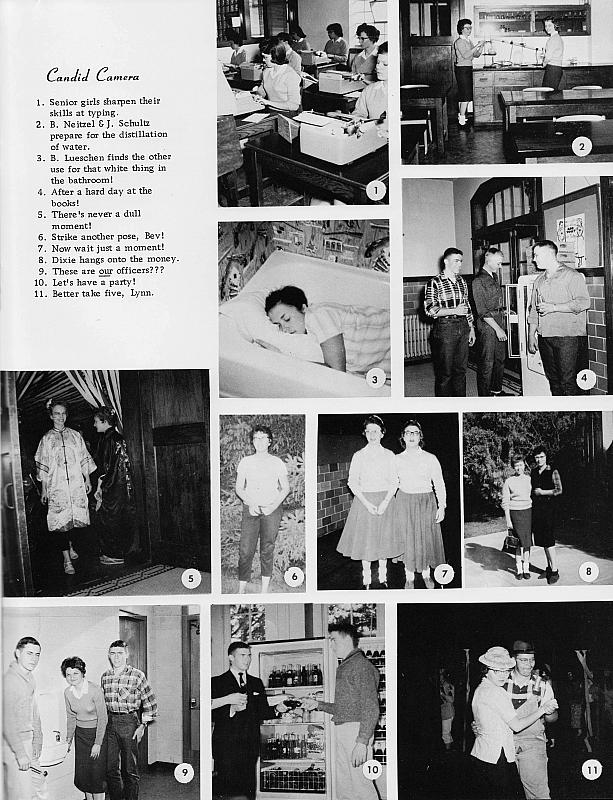 Candid Camera
1. Senior girls sharpen their
skills at typing.
2. B. Neitzel & J. Schultz
prepare for the distillation
of water.
3. B. Lueschen finds the other
use for that white thing in
the bathroom!
4. After a hard day at the
books!
5. There's never a dull
moment!
6. Strike another pose, Bev!
7. Now wait just a moment!
8. Dixie hangs onto the money.
9. These are our officers???
10. Let's have a party!
11. Better take five, Lynn.
1
2
3
4
5
6
7
8
9
10
11